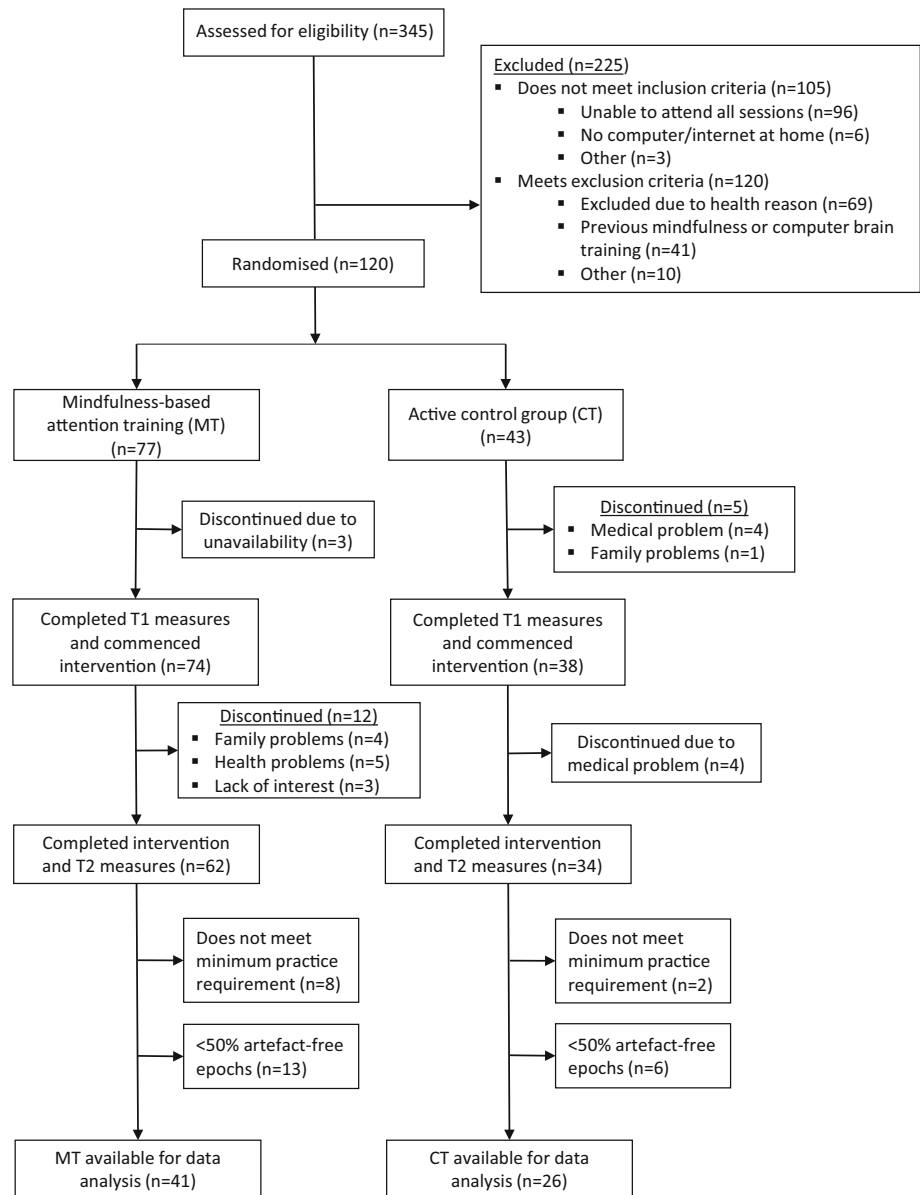 Assessed for eligibility (n=345)
Excluded (n=225)
▪ Does not meet inclusion criteria (n=105)
▪ Unable to attend all sessions (n=96)
▪ No computer/internet at home (n=6)
▪ Other (n=3)
▪ Meets exclusion criteria (n=120)
▪ Excluded due to health reason (n=69)
▪ Previous mindfulness or computer brain
training (n=41)
▪ Other (n=10)
Randomised (n=120)
Mindfulness-based
attention training (MT)
(n=77)
Active control group (CT)
(n=43)
Discontinued due to
unavailability (n=3)
Discontinued (n=5)
▪ Medical problem (n=4)
▪ Family problems (n=1)
Completed T1 measures
and commenced
intervention (n=74)
Completed T1 measures
and commenced
intervention (n=38)
Discontinued (n=12)
▪ Family problems (n=4)
▪ Health problems (n=5)
▪ Lack of interest (n=3)
Discontinued due to
medical problem (n=4)
Completed intervention
and T2 measures (n=62)
Completed intervention
and T2 measures (n=34)
Does not meet
minimum practice
requirement (n=8)
Does not meet
minimum practice
requirement (n=2)
<50% artefact-free
epochs (n=13)
<50% artefact-free
epochs (n=6)
MT available for data
analysis (n=41)
CT available for data
analysis (n=26)